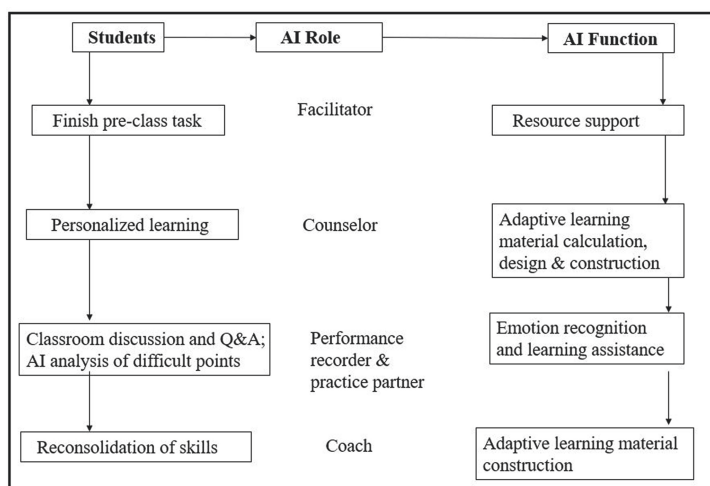 Students
AI Role
AI Function
Finish pre-class task
Facilitator
Resource support
Personalized learning
Counselor
Adaptive learning
material calculation,
design & construction
Classroom discussion and Q&A;
AI analysis of difficult points
Performance
recorder &
practice partner
Emotion recognition
and learning assistance
Reconsolidation of skills
Coach
Adaptive learning material
construction